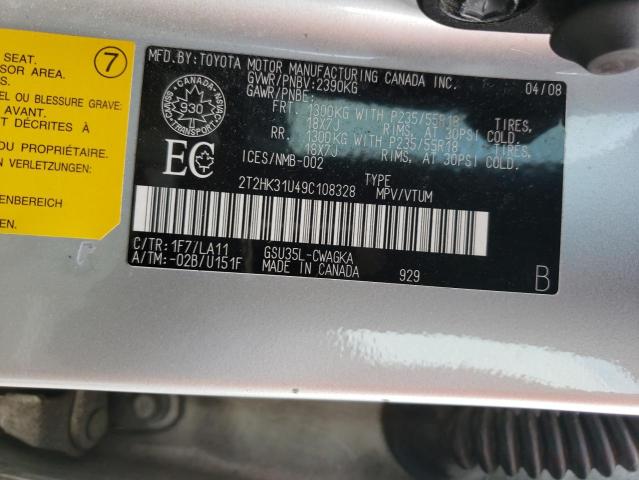 7
SEAT.
SOR AREA.
EL OU BLESSURE GRAVE:
AVANT.
T DÉCRITES À
U PROPRIÉTAIRE.
N VERLETZUNGEN:
ENBEREICH
S
MFD.BY:TOYOTA MOTOR MANUFACTURING CANADA INC.
GVWR/PNBV:2390KG 04/08
GAWR/PNBE:
FRT. 1300KG WITH P235/55R18 TIRES,
18X7J RIMS, AT 30PSI COLD
RR. 1300KG WITH P235/55R18 TIRES,
18X7J RIMS, AT 30PSI COLD
CANADA
930
TRANSPORT
EC
ICES/NMB-002
2T2HK31U49C108328 TYPE
MPV/VTUM
C/TR:1F7/LA11 GSU35L-CWAGKA
A/TM:-02B/U151F MADE IN CANADA 929
B